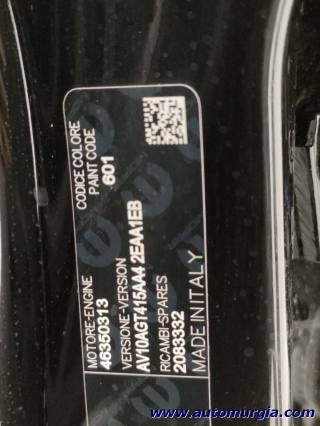 CODICE COLORE
PAINT CODE
601
MOTORE-ENGINE
46350313
VERSIONE-VERSION
AV10AGT415AA4 2EAA1EB
RICAMBI-SPARES
2083332
MADE IN ITALY
www.automurgia.com